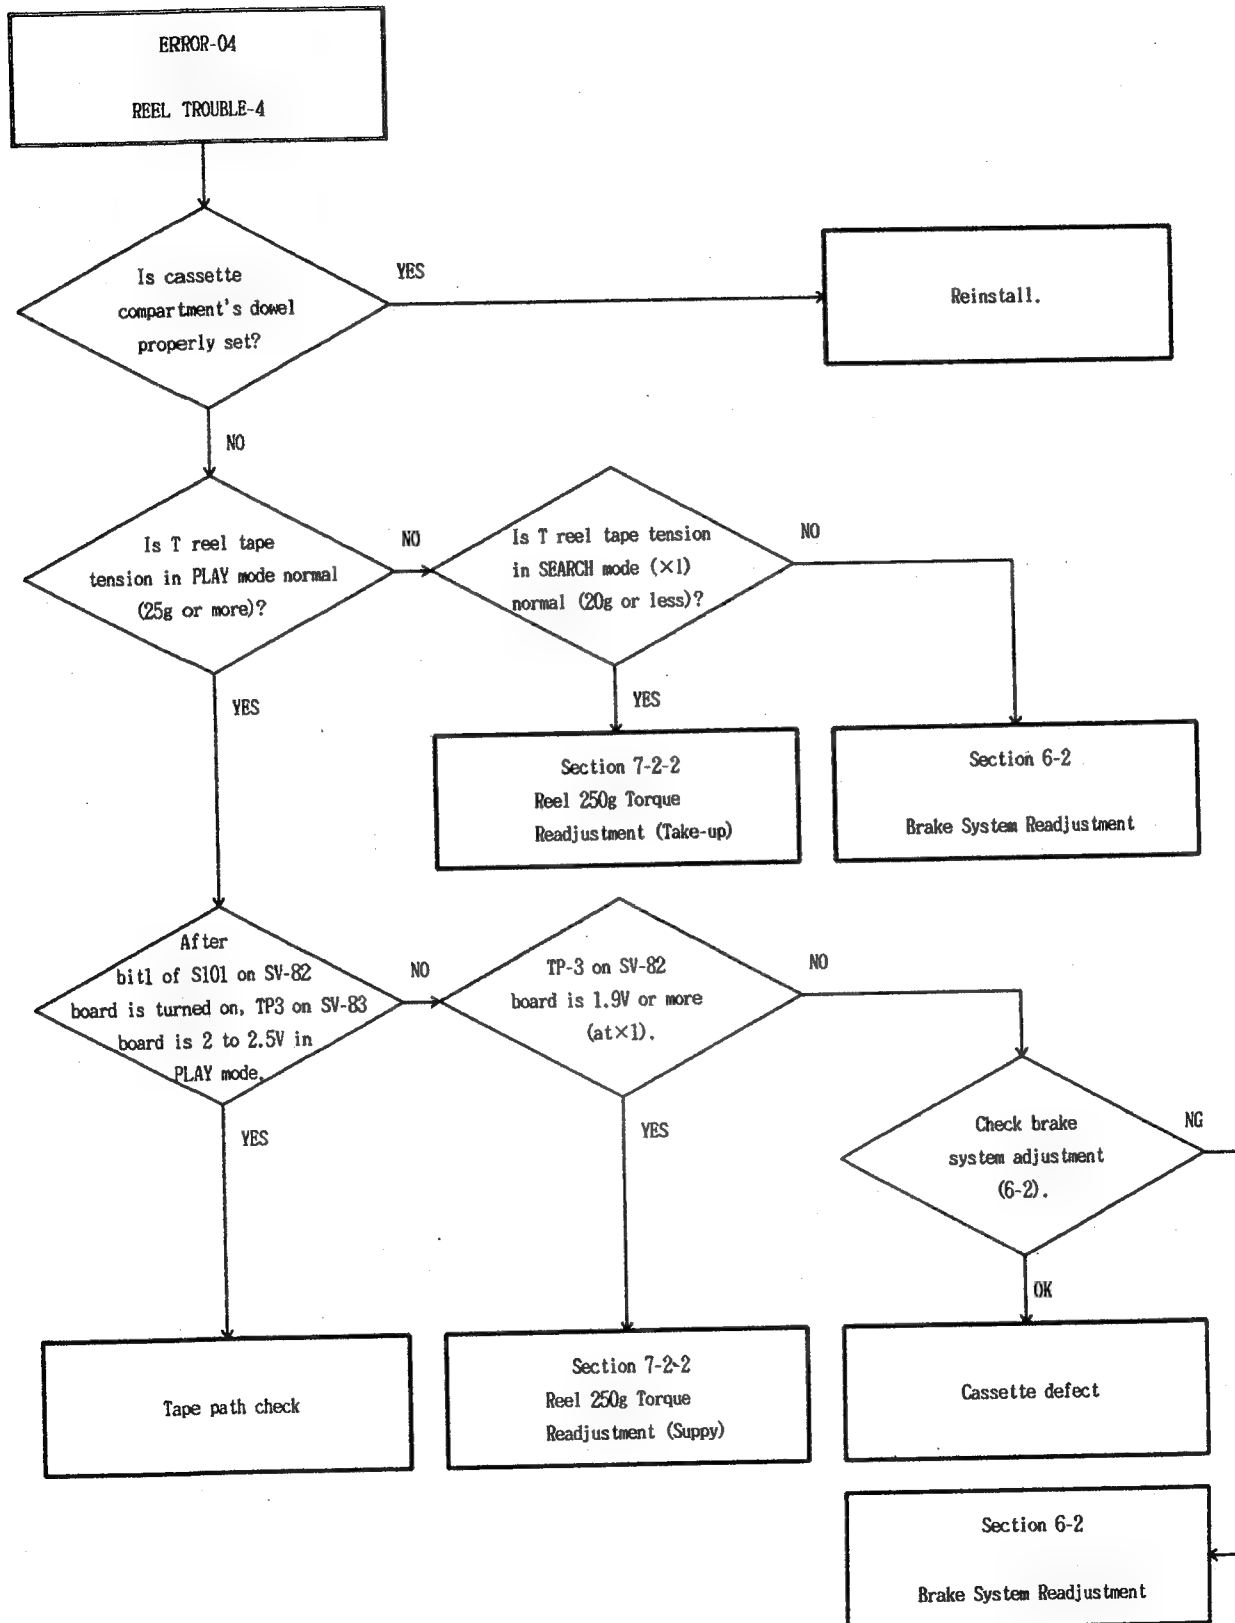 ERROR-04
REEL TROUBLE-4
Is cassette
compartment's dowel
properly set?
YES
Reinstall.
NO
Is T reel tape
tension in PLAY mode normal
(25g or more)?
NO
Is T reel tape tension
in SEARCH mode (×1)
normal (20g or less)?
NO
YES
YES
Section 7-2-2
Reel 250g Torque
Readjustment (Take-up)
Section 6-2
Brake System Readjustment
After
bit1 of S101 on SV-82
board is turned on, TP3 on SV-83
board is 2 to 2.5V in
PLAY mode.
NO
TP-3 on SV-82
board is 1.9V or more
(at×1).
NO
YES
YES
Check brake
system adjustment
(6-2).
NG
OK
Tape path check
Section 7-2-2
Reel 250g Torque
Readjustment (Suppy)
Cassette defect
Section 6-2
Brake System Readjustment